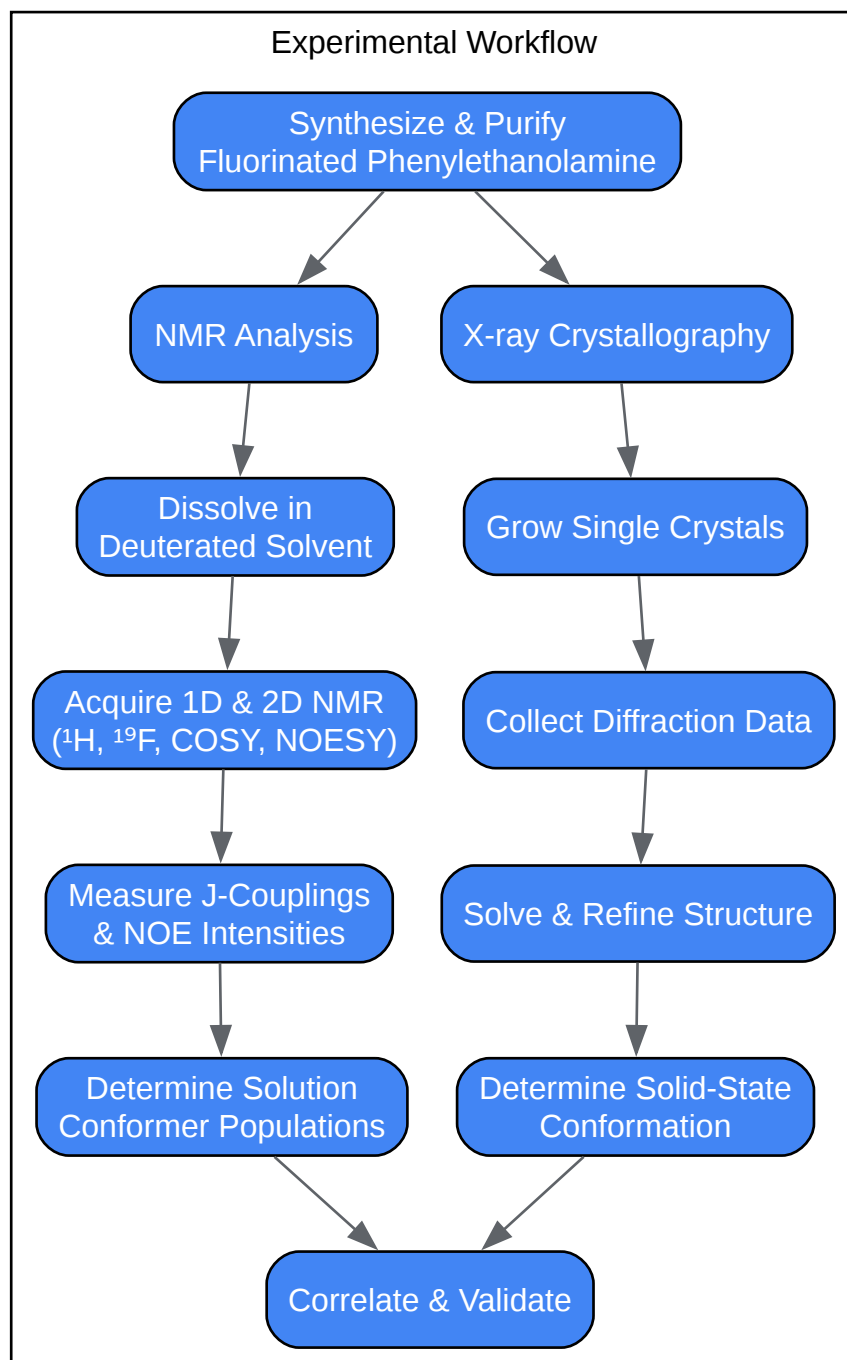 Experimental Workflow
Synthesize & Purify
Fluorinated Phenylethanolamine
NMR Analysis
X-ray Crystallography
Dissolve in
Deuterated Solvent
Grow Single Crystals
Acquire 1D & 2D NMR
(¹H, ¹⁹F, COSY, NOESY)
Collect Diffraction Data
Measure J-Couplings
& NOE Intensities
Solve & Refine Structure
Determine Solution
Conformer Populations
Determine Solid-State
Conformation
Correlate & Validate